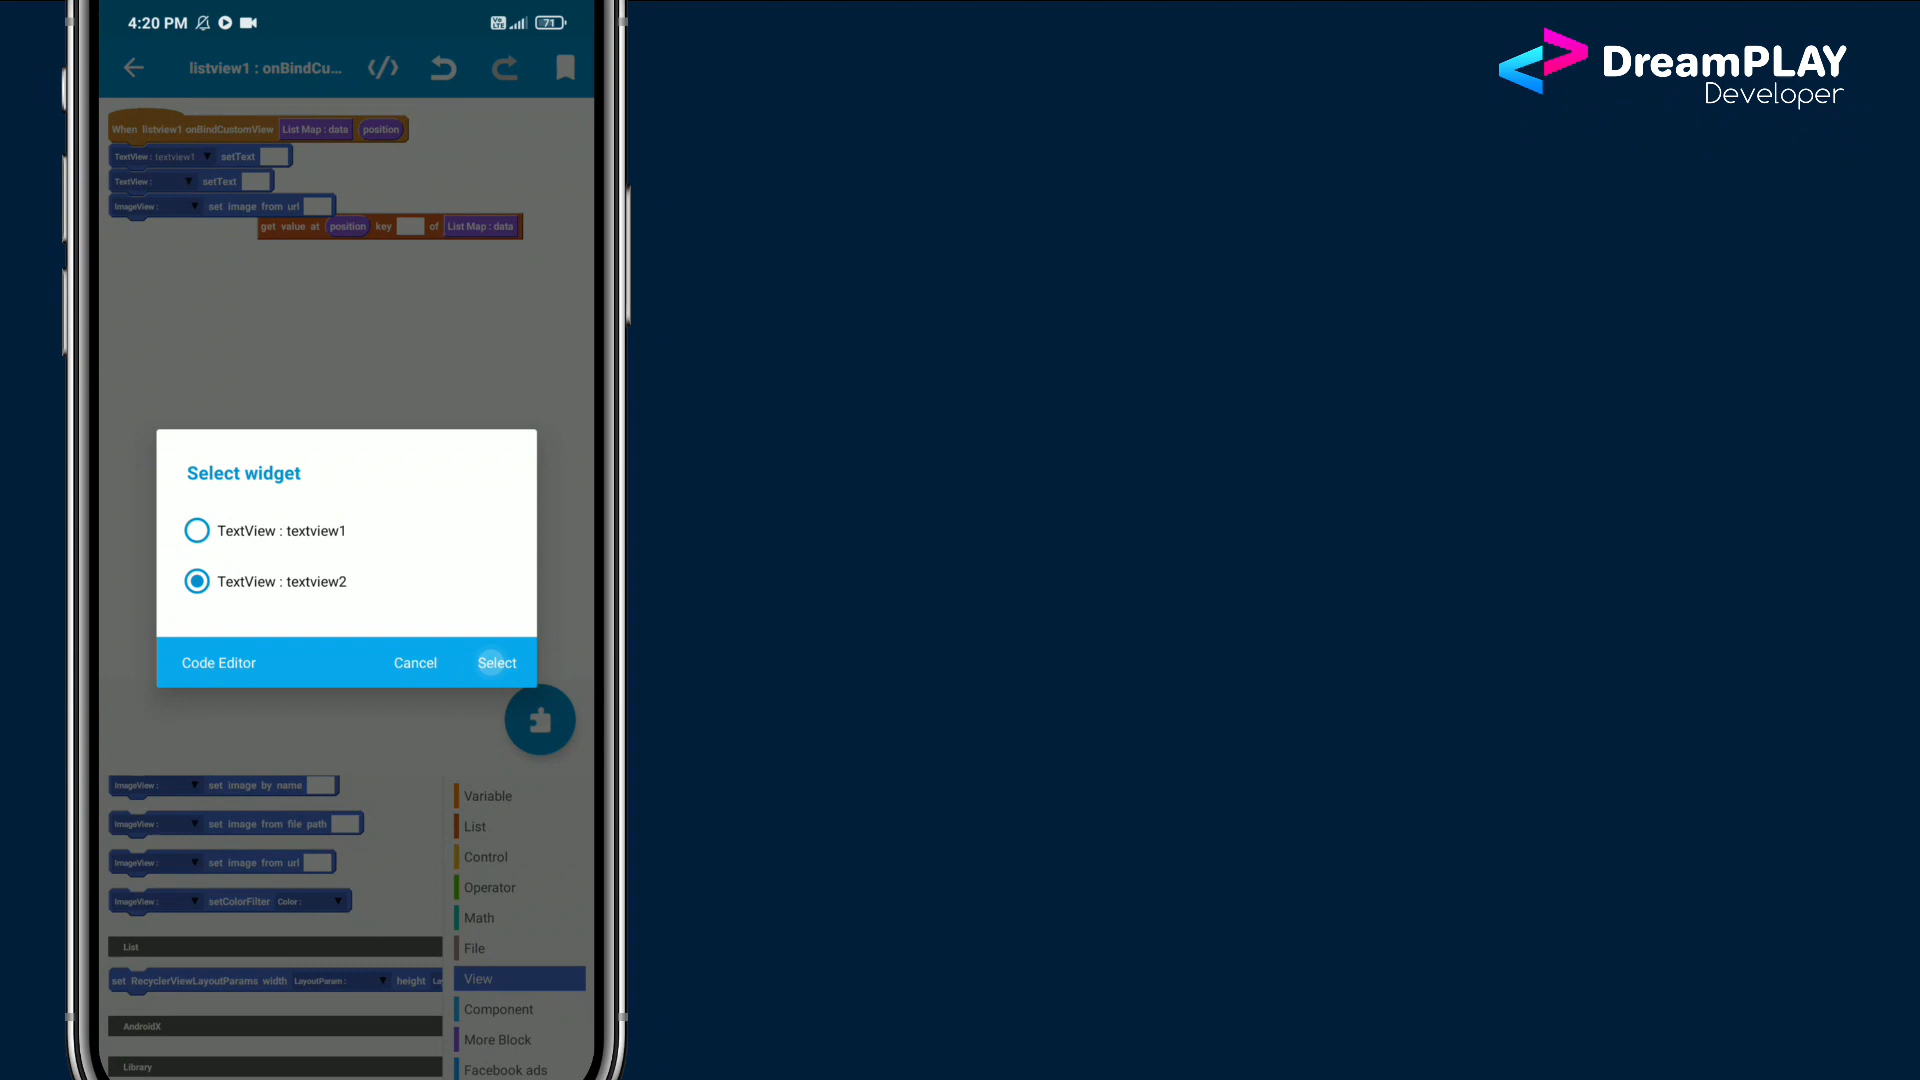 4:20 PM
Vo LTE
71
DreamPLAY
Developer
listview1 : onBindCu...
When listview1 onBindCustomView List Map : data position
TextView : textview1 setText
TextView : setText
ImageView : set image from url
get value at position key of List Map : data
Select widget
TextView : textview1
TextView : textview2
Code Editor Cancel Select
ImageView : set image by name
ImageView : set image from file path
ImageView : set image from url
ImageView : setColorFilter Color :
List
set RecyclerViewLayoutParams width LayoutParam : height La
AndroidX
Library
Variable
List
Control
Operator
Math
File
View
Component
More Block
Facebook ads